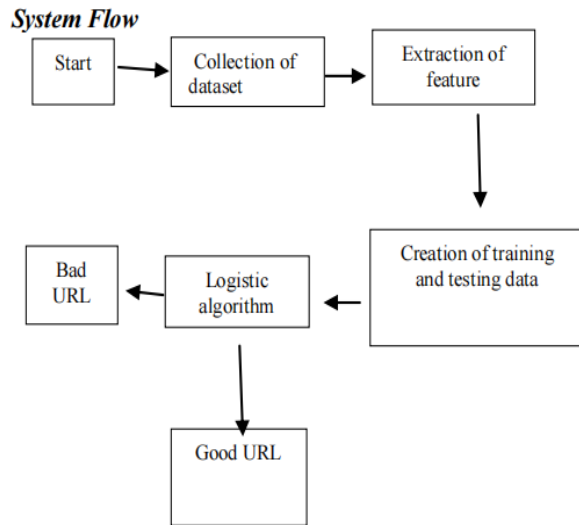 System Flow
Start
Collection of
dataset
Extraction of
feature
Creation of training
and testing data
Logistic
algorithm
Bad
URL
Good URL